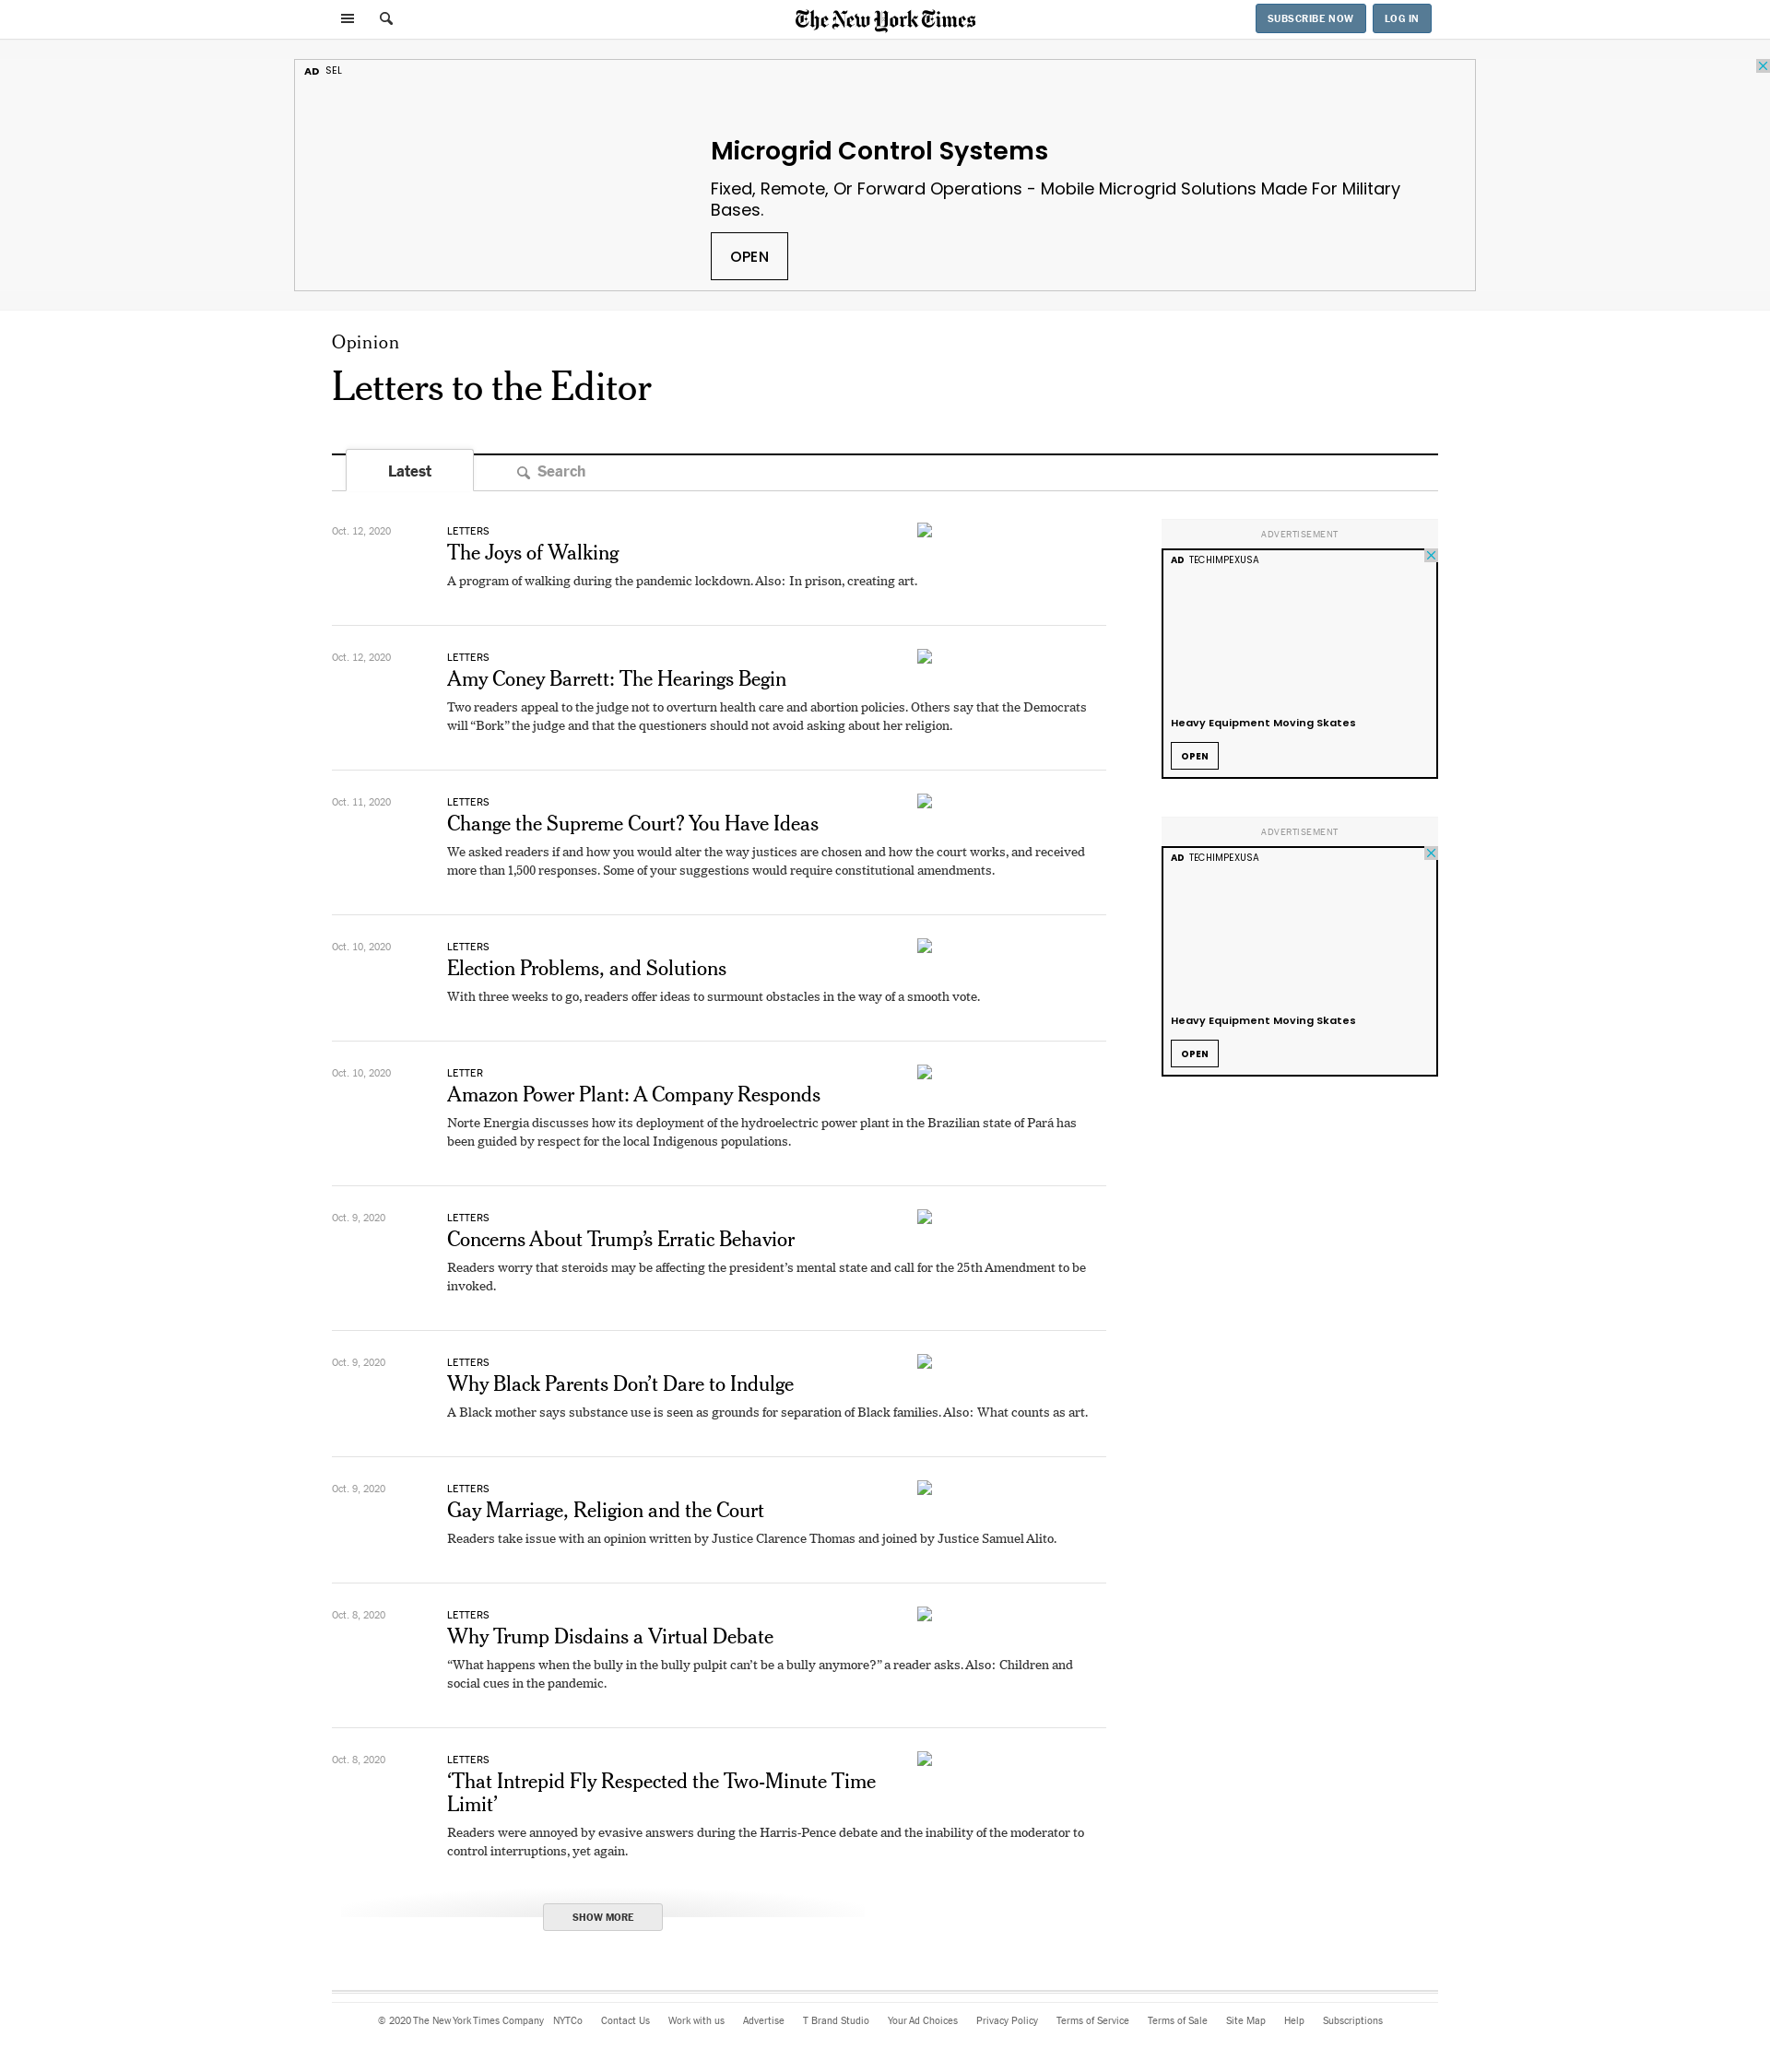 The New York Times
SUBSCRIBE NOW
LOG IN
AD SEL
Microgrid Control Systems
Fixed, Remote, Or Forward Operations - Mobile Microgrid Solutions Made For Military
Bases.
OPEN
Opinion
Letters to the Editor
Latest
Search
Oct. 12, 2020
LETTERS
The Joys of Walking
A program of walking during the pandemic lockdown. Also: In prison, creating art.
Oct. 12, 2020
LETTERS
Amy Coney Barrett: The Hearings Begin
Two readers appeal to the judge not to overturn health care and abortion policies. Others say that the Democrats
will “Bork” the judge and that the questioners should not avoid asking about her religion.
Oct. 11, 2020
LETTERS
Change the Supreme Court? You Have Ideas
We asked readers if and how you would alter the way justices are chosen and how the court works, and received
more than 1,500 responses. Some of your suggestions would require constitutional amendments.
Oct. 10, 2020
LETTERS
Election Problems, and Solutions
With three weeks to go, readers offer ideas to surmount obstacles in the way of a smooth vote.
Oct. 10, 2020
LETTER
Amazon Power Plant: A Company Responds
Norte Energia discusses how its deployment of the hydroelectric power plant in the Brazilian state of Pará has
been guided by respect for the local Indigenous populations.
Oct. 9, 2020
LETTERS
Concerns About Trump’s Erratic Behavior
Readers worry that steroids may be affecting the president’s mental state and call for the 25th Amendment to be
invoked.
Oct. 9, 2020
LETTERS
Why Black Parents Don’t Dare to Indulge
A Black mother says substance use is seen as grounds for separation of Black families. Also: What counts as art.
Oct. 9, 2020
LETTERS
Gay Marriage, Religion and the Court
Readers take issue with an opinion written by Justice Clarence Thomas and joined by Justice Samuel Alito.
Oct. 8, 2020
LETTERS
Why Trump Disdains a Virtual Debate
“What happens when the bully in the bully pulpit can’t be a bully anymore?” a reader asks. Also: Children and
social cues in the pandemic.
Oct. 8, 2020
LETTERS
‘That Intrepid Fly Respected the Two-Minute Time
Limit’
Readers were annoyed by evasive answers during the Harris-Pence debate and the inability of the moderator to
control interruptions, yet again.
SHOW MORE
ADVERTISEMENT
AD TECHIMPEXUSA
Heavy Equipment Moving Skates
OPEN
ADVERTISEMENT
AD TECHIMPEXUSA
Heavy Equipment Moving Skates
OPEN
© 2020 The New York Times Company NYTCo Contact Us Work with us Advertise T Brand Studio Your Ad Choices Privacy Policy Terms of Service Terms of Sale Site Map Help Subscriptions